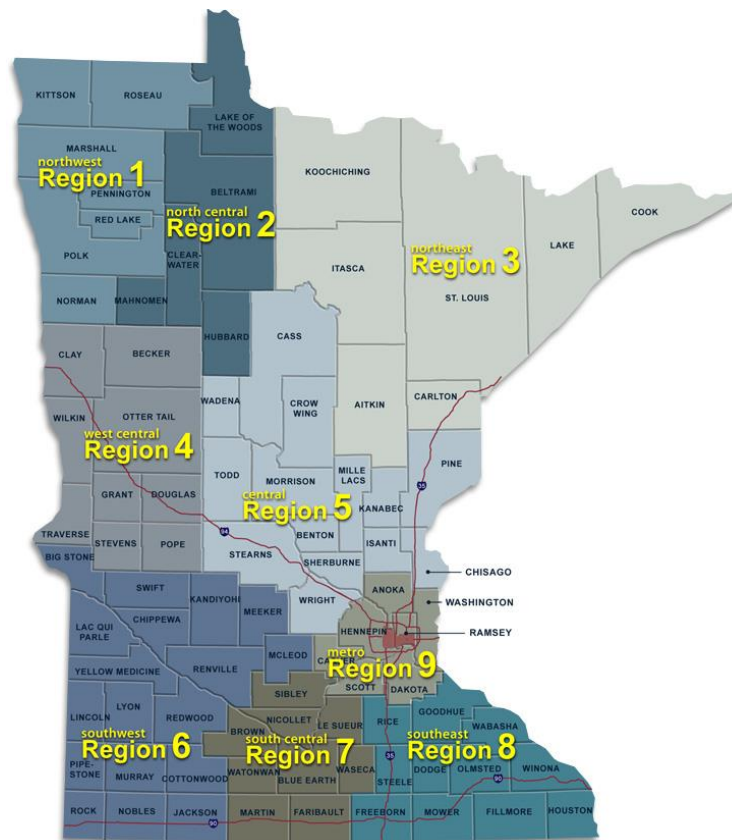 KITTSON
ROSEAU
LAKE OF
THE WOODS
MARSHALL
northwest
Region 1
PENNINGTON
RED LAKE
POLK
NORMAN
MAHNOMEN
BELTRAMI
north central
Region 2
CLEAR-
WATER
HUBBARD
KOOCHICHING
ITASCA
northeast
Region 3
ST. LOUIS
LAKE
COOK
AITKIN
CARLTON
CLAY
BECKER
WILKIN
OTTER TAIL
west central
Region 4
GRANT
DOUGLAS
TRAVERSE
STEVENS
POPE
CASS
WADENA
CROW
WING
TODD
MORRISON
MILLE
LACS
PINE
KANABEC
central
Region 5
BENTON
ISANTI
STEARNS
SHERBURNE
WRIGHT
CHISAGO
35
94
BIG STONE
SWIFT
KANDIYOHI
MEEKER
LAC QUI
PARLE
CHIPPEWA
YELLOW MEDICINE
RENVILLE
MCLEOD
LINCOLN
LYON
REDWOOD
southwest
Region 6
PIPE-
STONE
MURRAY
COTTONWOOD
ROCK
NOBLES
JACKSON
90
SIBLEY
NICOLLET
LE SUEUR
BROWN
south central
Region 7
WATONWAN
BLUE EARTH
WASECA
MARTIN
FARIBAULT
RICE
GOODHUE
WABASHA
southeast
Region 8
35
STEELE
DODGE
OLMSTED
WINONA
90
FREEBORN
MOWER
FILLMORE
HOUSTON
ANOKA
WASHINGTON
HENNEPIN
RAMSEY
CARVER
metro
Region 9
SCOTT
DAKOTA